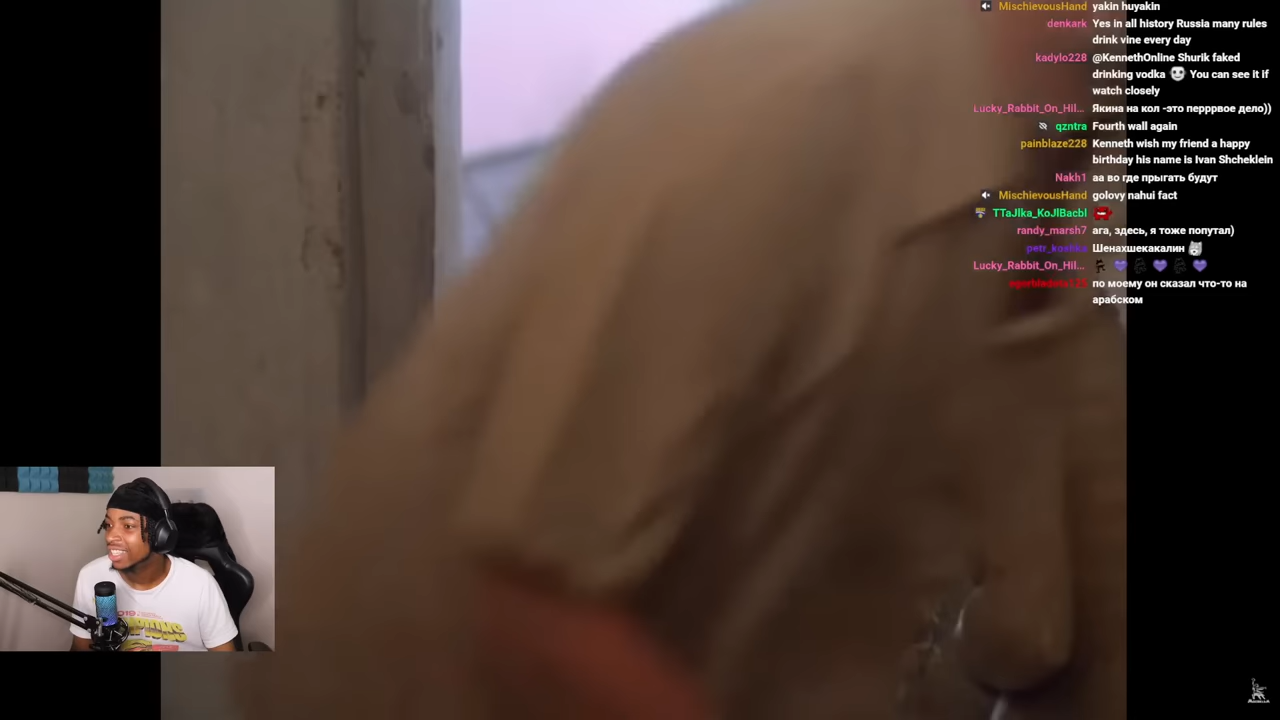 MischievousHand yakin huyakin
denkark Yes in all history Russia many rules
drink vine every day
kadylo228 @KennethOnline Shurik faked
drinking vodka You can see it if
watch closely
Lucky_Rabbit_On_Hil... Якина на кол -это перррвое дело))
qzntra Fourth wall again
painblaze228 Kenneth wish my friend a happy
birthday his name is Ivan Shcheklein
Nakh1 аа во где прыгать будут
MischievousHand golovy nahui fact
TTaJlka_KoJlBacbl
randy_marsh7 ага, здесь, я тоже попутал)
petr_koshka Шенахшекакалин
Lucky_Rabbit_On_Hil...
по моему он сказал что-то на
арабском
2019